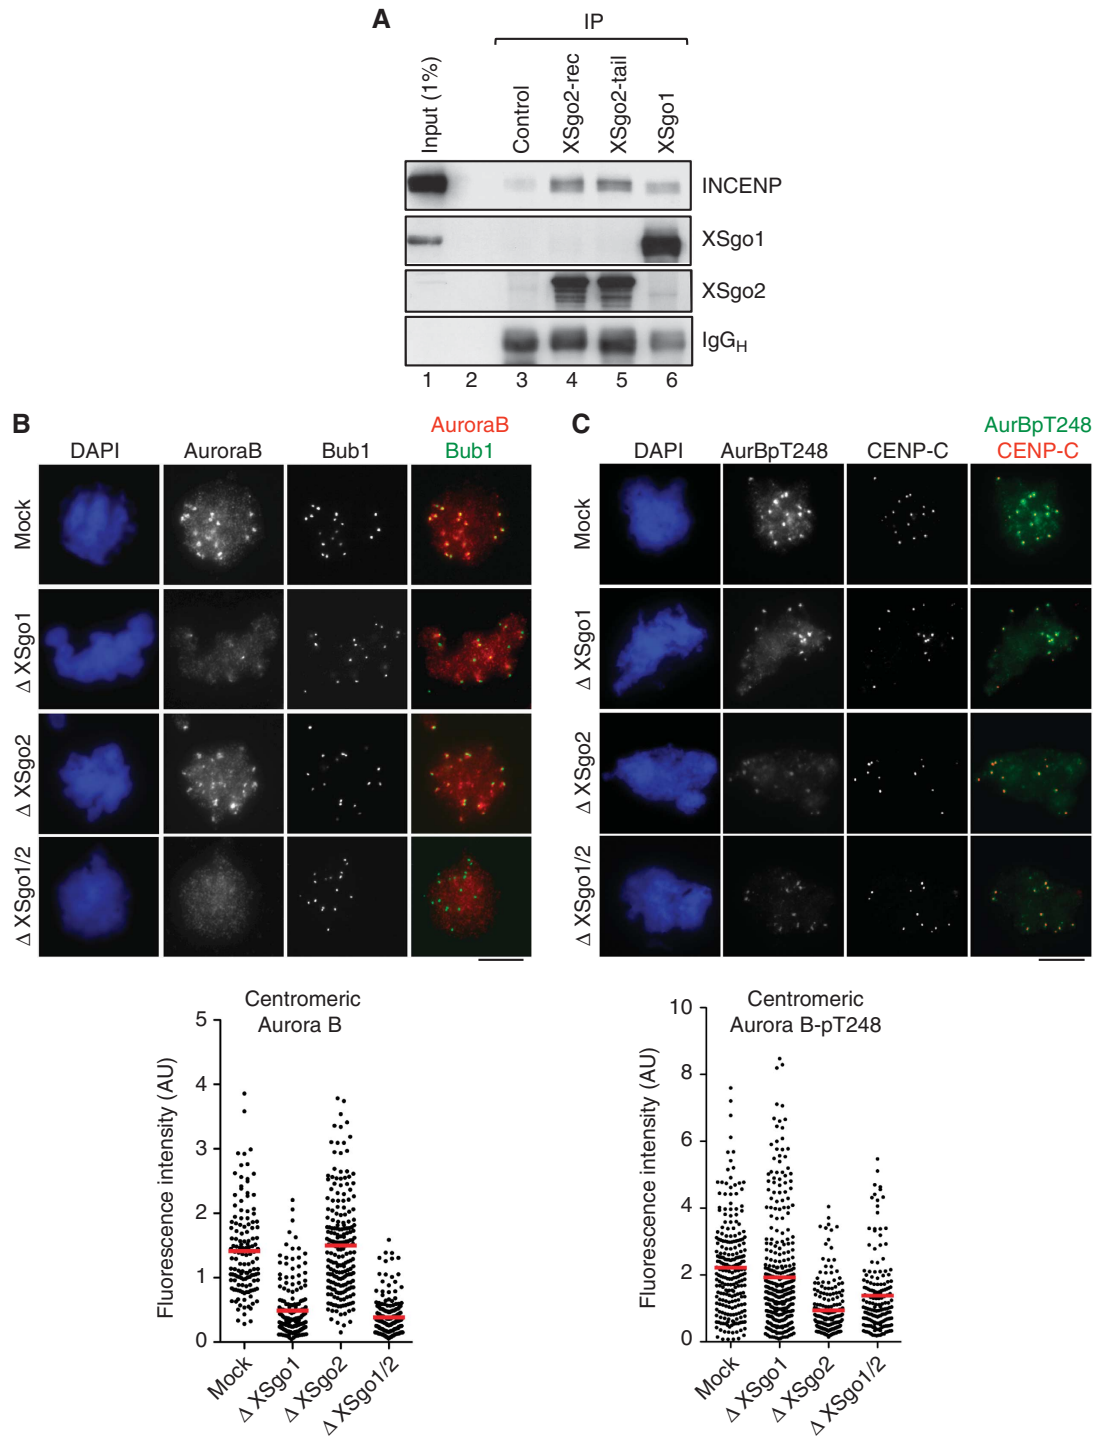 A
IP
Input (1%)
Control
XSgo2-rec
XSgo2-tail
XSgo1
INCENP
XSgo1
XSgo2
IgGH
1 2 3 4 5 6
B
DAPI
AuroraB
Bub1
AuroraB
Bub1
Mock
Δ XSgo1
Δ XSgo2
Δ XSgo1/2
C
DAPI
AurBpT248
CENP-C
AurBpT248
CENP-C
Mock
Δ XSgo1
Δ XSgo2
Δ XSgo1/2
Centromeric
Aurora B
Fluorescence intensity (AU)
5
4
3
2
1
0
Mock
Δ XSgo1
Δ XSgo2
Δ XSgo1/2
Centromeric
Aurora B-pT248
Fluorescence intensity (AU)
10
8
6
4
2
0
Mock
Δ XSgo1
Δ XSgo2
Δ XSgo1/2